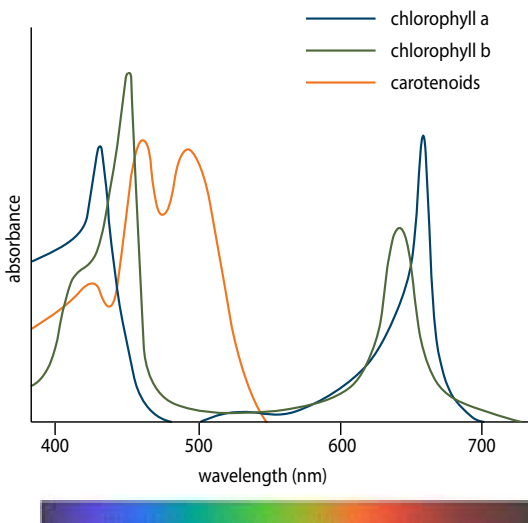 chlorophyll a
chlorophyll b
carotenoids
absorbance
400 500 600 700
wavelength (nm)